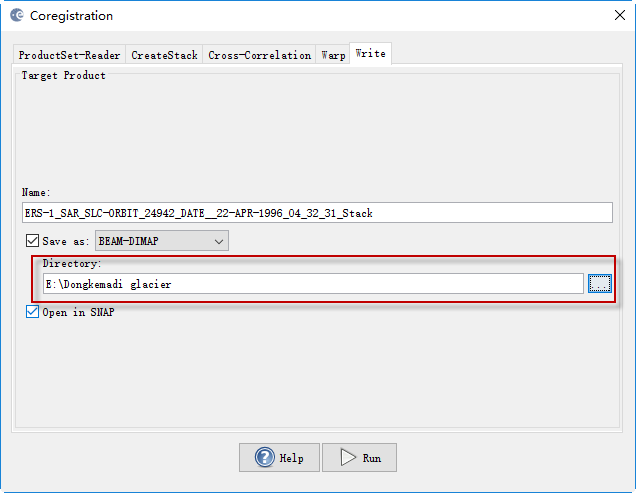 Coregistration
ProductSet-Reader CreateStack Cross-Correlation Warp Write
Target Product
Name:
ERS-1_SAR_SLC-ORBIT_24942_DATE__22-APR-1996_04_32_31_Stack
Save as: BEAM-DIMAP
Directory:
E:\Dongkemadi glacier
...
Open in SNAP
Help Run